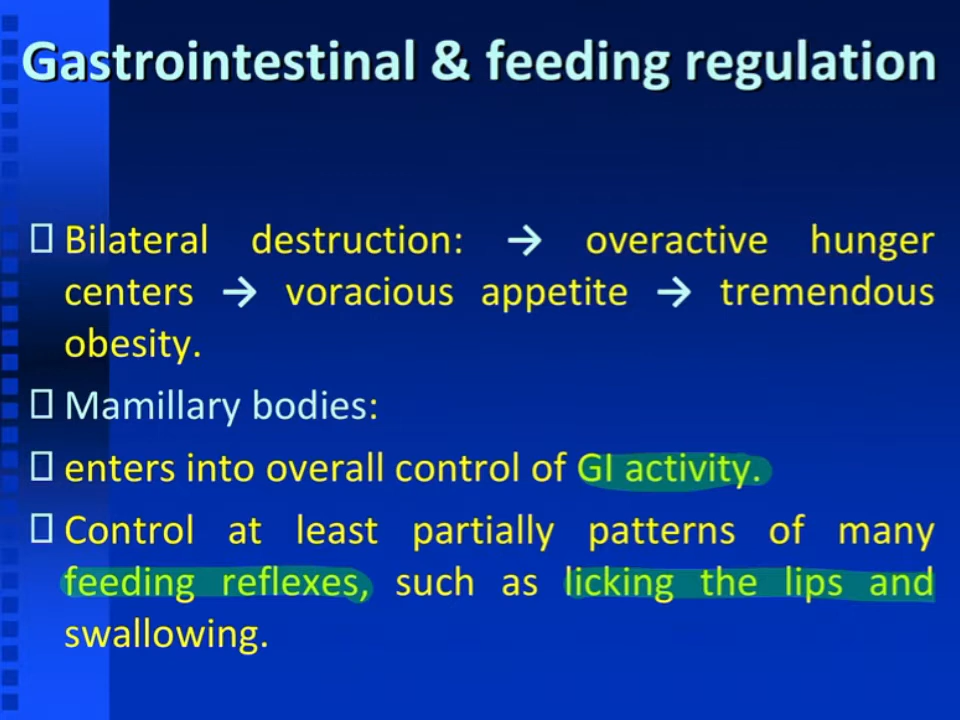 Gastrointestinal & feeding regulation
Bilateral destruction: → overactive hunger
centers → voracious appetite → tremendous
obesity.
Mamillary bodies:
enters into overall control of GI activity.
Control at least partially patterns of many
feeding reflexes, such as licking the lips and
swallowing.